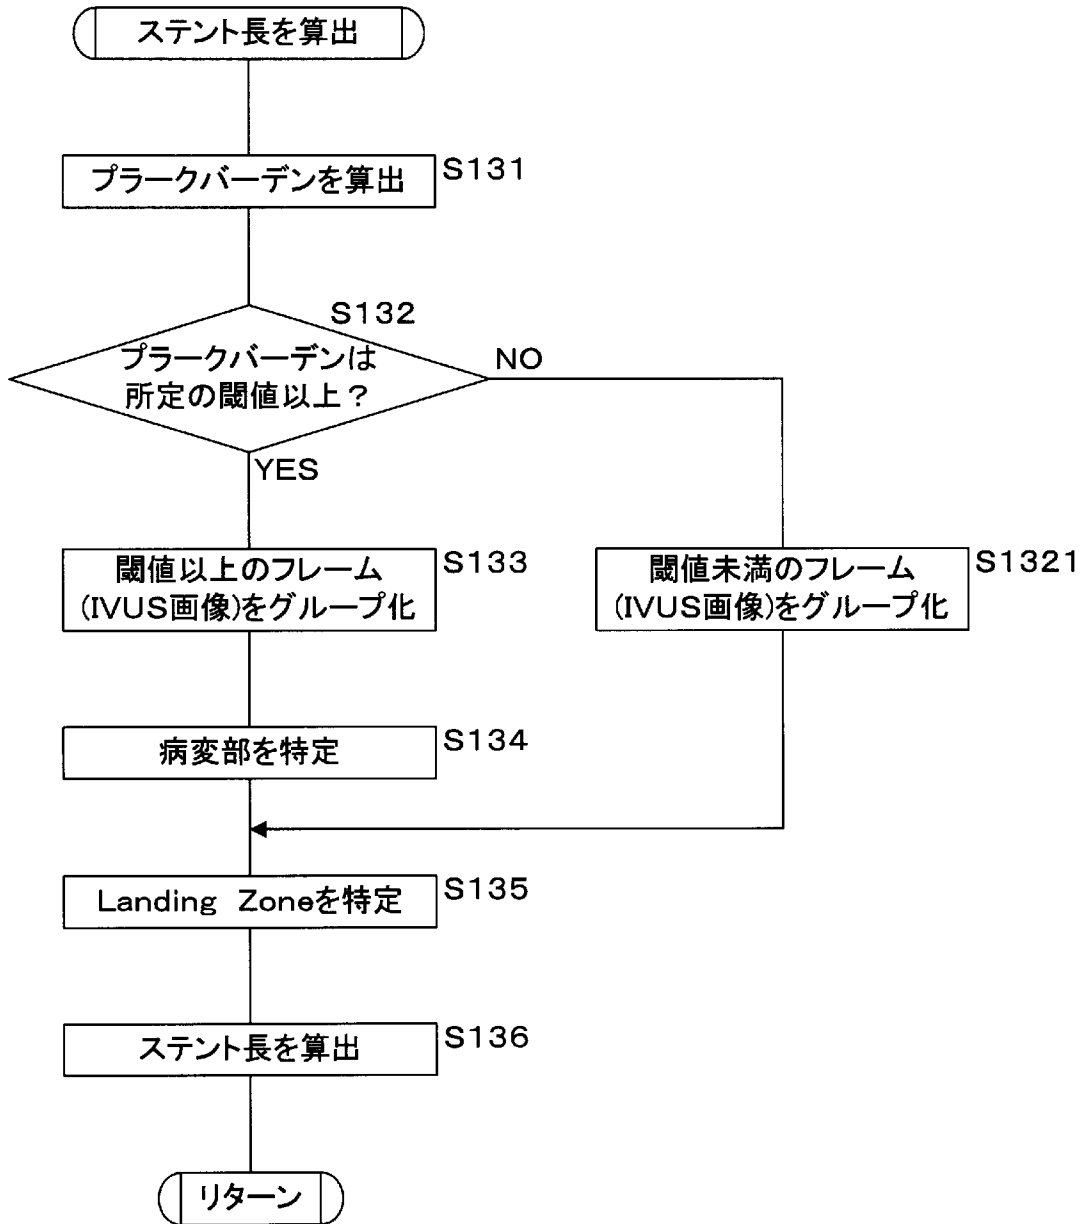 ステント長を算出
プラークバーデンを算出
S131
S132
プラークバーデンは
所定の閾値以上？
NO
YES
閾値以上のフレーム
(IVUS画像)をグループ化
S133
閾値未満のフレーム
(IVUS画像)をグループ化
S1321
病変部を特定
S134
Landing Zoneを特定
S135
ステント長を算出
S136
リターン